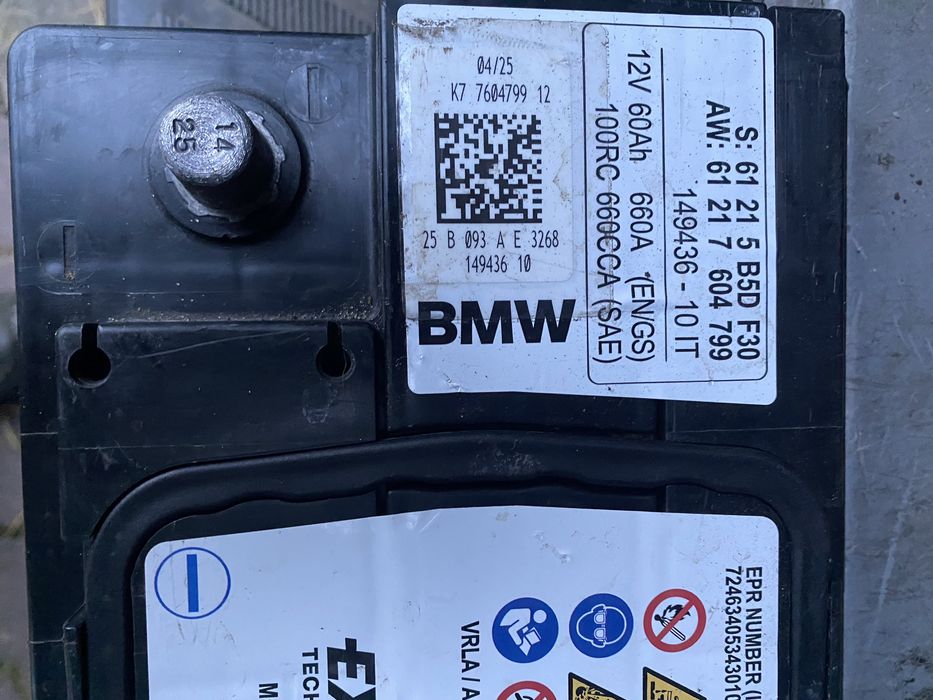 14
25
04/25
K7 7604799 12
25 B 093 A E 3268
149436 10
BMW
S: 61 21 5 B5D F30
AW: 61 21 7 604 799
149436 - 10 IT
12V 60Ah 660A (EN/GS)
100RC 660CCA (SAE)
EPR NUMBER
VRLA / A
EX
TECH